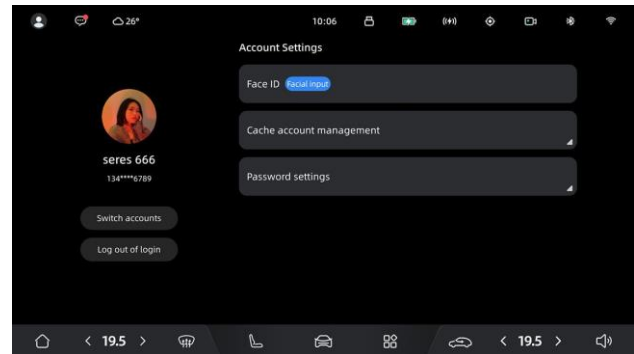 26°
10:06
Account Settings
Face ID Facial input
Cache account management
Password settings
seres 666
134****6789
Switch accounts
Log out of login
19.5
19.5